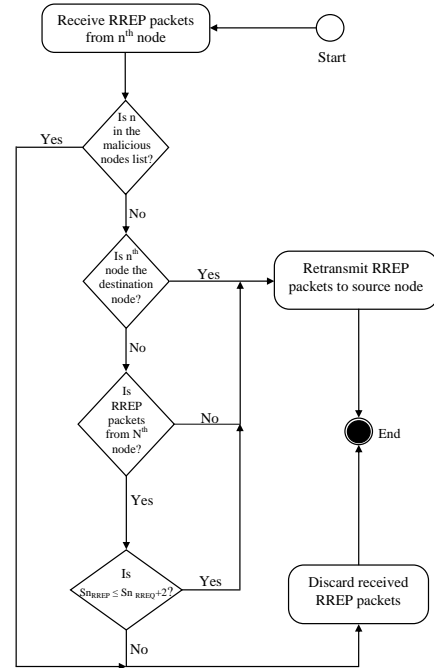 Receive RREP packets
from nth node
Start
Is n
in the
malicious
nodes list?
Yes
No
Is nth
node the
destination
node?
Yes
Retransmit RREP
packets to source node
No
Is
RREP
packets
from Nth
node?
No
End
Yes
Is
SnRREP ≤ Sn RREQ+2?
Yes
Discard received
RREP packets
No